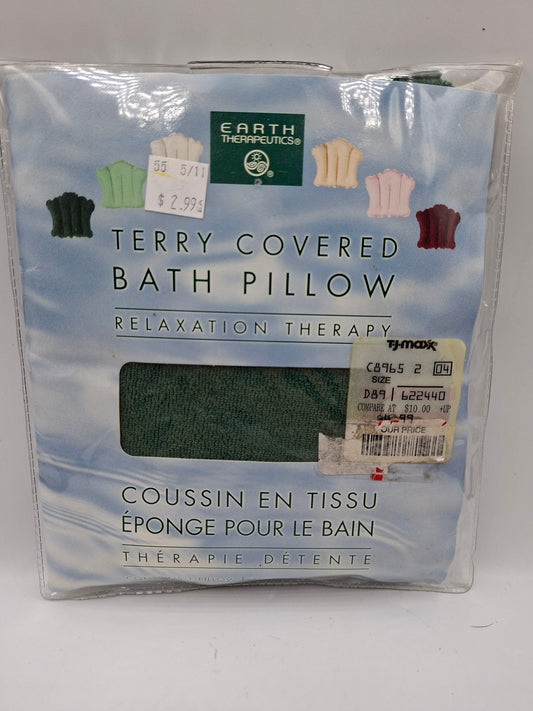 EARTH
THERAPEUTICS®
®
55 5/11
$ 2.99
TERRY COVERED
BATH PILLOW
RELAXATION THERAPY
T.J.maxx
C8965 2 04
SIZE
D89 622440
COMPARE AT $10.00 +UP
OUR PRICE
COUSSIN EN TISSU
ÉPONGE POUR LE BAIN
THÉRAPIE DÉTENTE
PILLOW